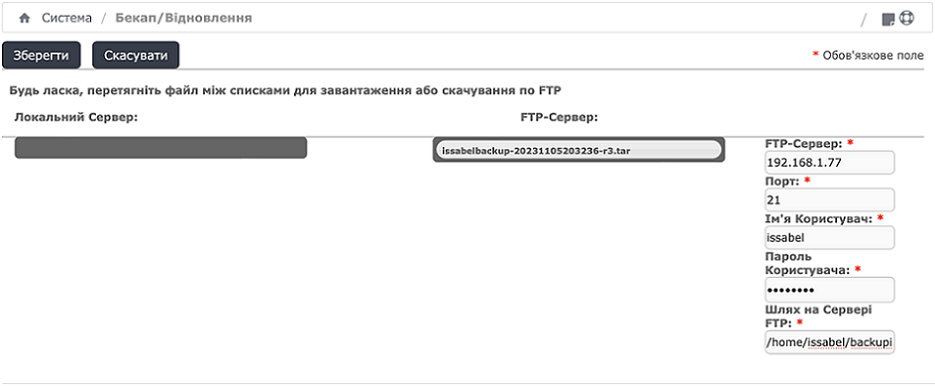 Система / Бекап/Відновлення /
Зберегти Скасувати * Обов'язкове поле
Будь ласка, перетягніть файл між списками для завантаження або скачування по FTP
Локальний Сервер: FTP-Сервер:
issabelbackup-20231105203236-r3.tar
FTP-Сервер: *
192.168.1.77
Порт: *
21
Ім'я Користувач: *
issabel
Пароль
Користувача: *
••••••••
Шлях на Сервері
FTP: *
/home/issabel/backupi